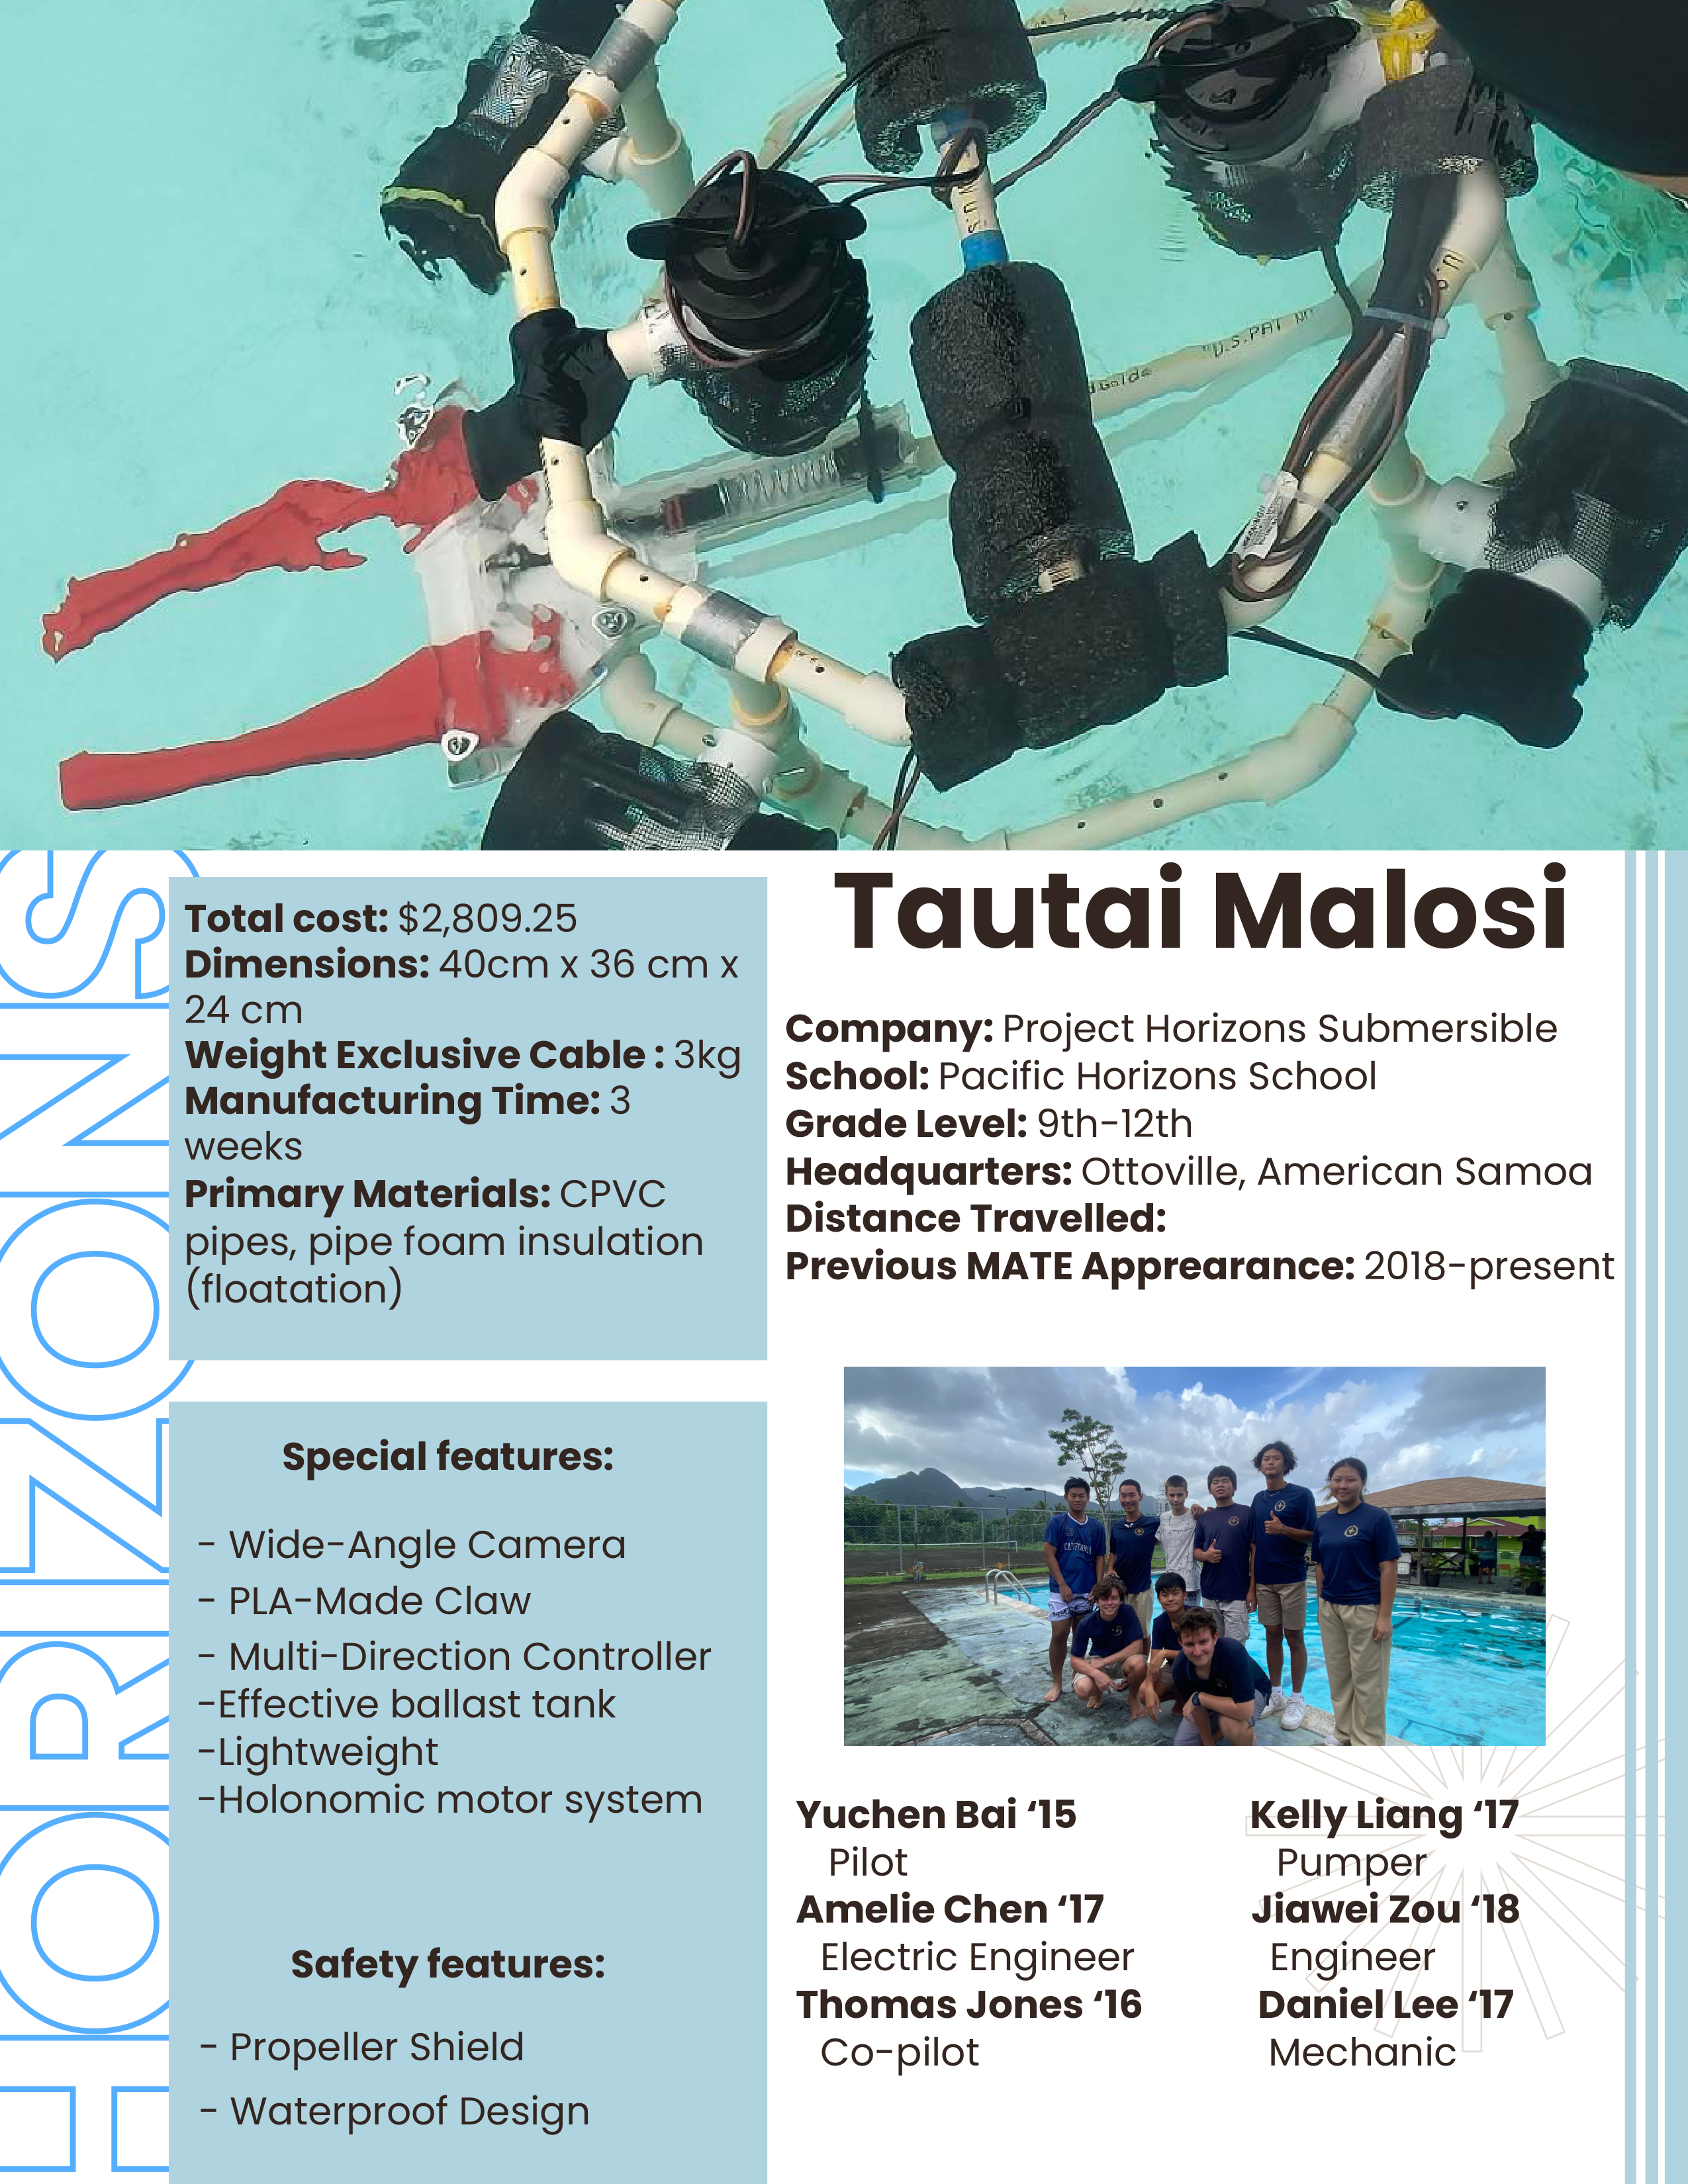 U.S. PAT NO
HORIZONS
Total cost: $2,809.25
Dimensions: 40cm x 36 cm x
24 cm
Weight Exclusive Cable : 3kg
Manufacturing Time: 3
weeks
Primary Materials: CPVC
pipes, pipe foam insulation
(floatation)
Special features:
- Wide-Angle Camera
- PLA-Made Claw
- Multi-Direction Controller
-Effective ballast tank
-Lightweight
-Holonomic motor system
Safety features:
- Propeller Shield
- Waterproof Design
Tautai Malosi
Company: Project Horizons Submersible
School: Pacific Horizons School
Grade Level: 9th-12th
Headquarters: Ottoville, American Samoa
Distance Travelled:
Previous MATE Apprearance: 2018-present
Yuchen Bai ‘15
Pilot
Amelie Chen ‘17
Electric Engineer
Thomas Jones ‘16
Co-pilot
Kelly Liang ‘17
Pumper
Jiawei Zou ‘18
Engineer
Daniel Lee ‘17
Mechanic